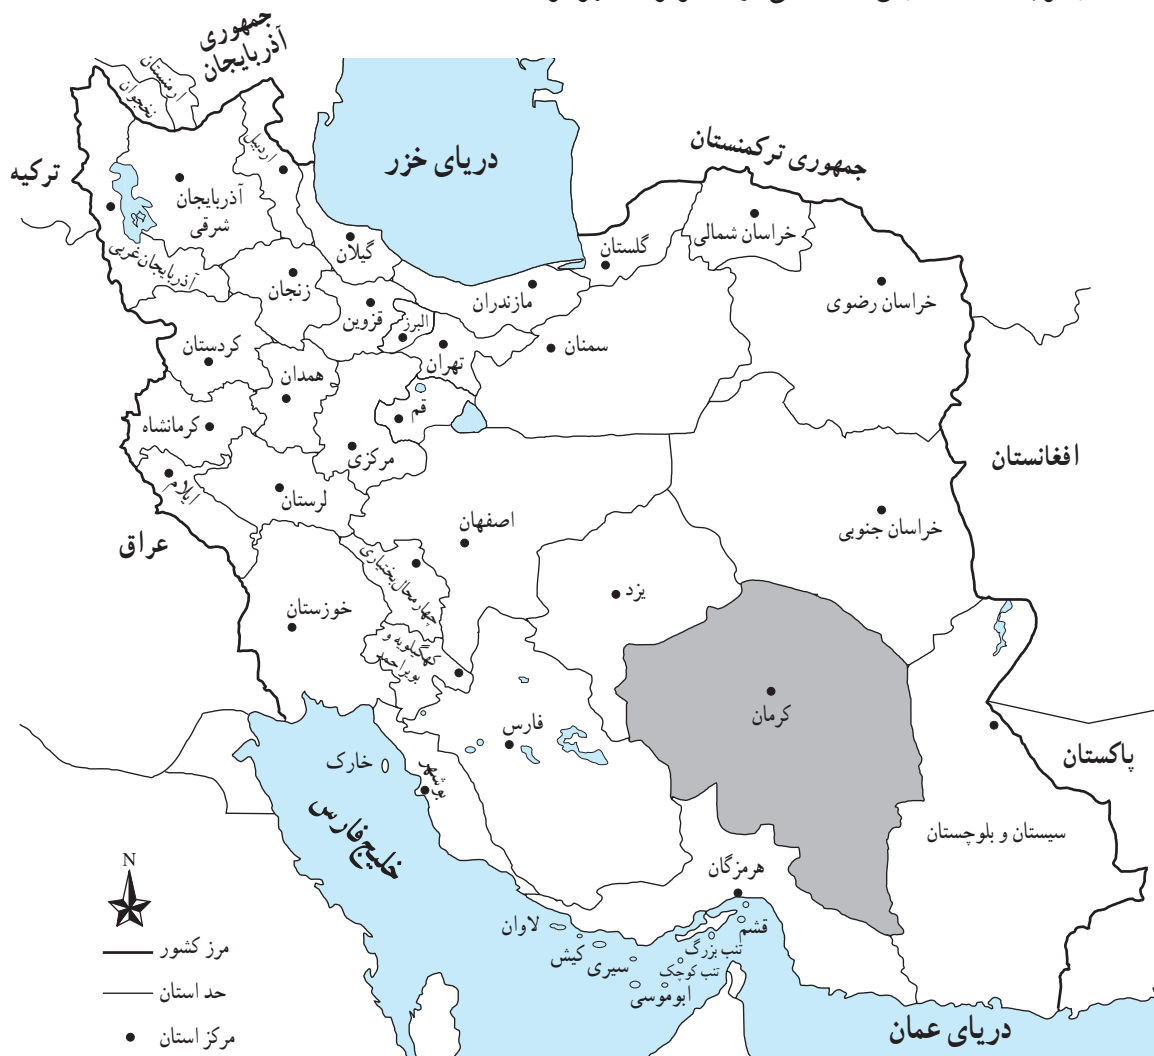 جمهوری
آذربایجان
ارمنستان
نخجوان
ترکیه
اردبیل
دریای خزر
جمهوری ترکمنستان
آذربایجان
شرقی
آذربایجان غربی
گیلان
گلستان
خراسان شمالی
خراسان رضوی
زنجان
قزوین
البرز
مازندران
تهران
سمنان
کردستان
همدان
قم
کرمانشاه
مرکزی
افغانستان
ایلام
لرستان
اصفهان
خراسان جنوبی
عراق
چهارمحال بختیاری
یزد
خوزستان
کهگیلویه و
بویراحمد
کرمان
فارس
خارک
بوشهر
پاکستان
خلیج فارس
سیستان و بلوچستان
هرمزگان
لاوان
کیش
سیری
قشم
تنب بزرگ
تنب کوچک
ابوموسی
دریای عمان
N
مرز کشور
حد استان
مرکز استان